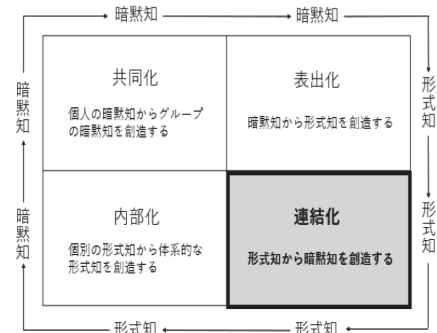 暗黙知 暗黙知
共同化
個人の暗黙知からグループ
の暗黙知を創造する
表出化
暗黙知から形式知を創造する
暗黙知
形式知
内部化
個別の形式知から体系的な
形式知を創造する
連結化
形式知から暗黙知を創造する
暗黙知
形式知
形式知 形式知